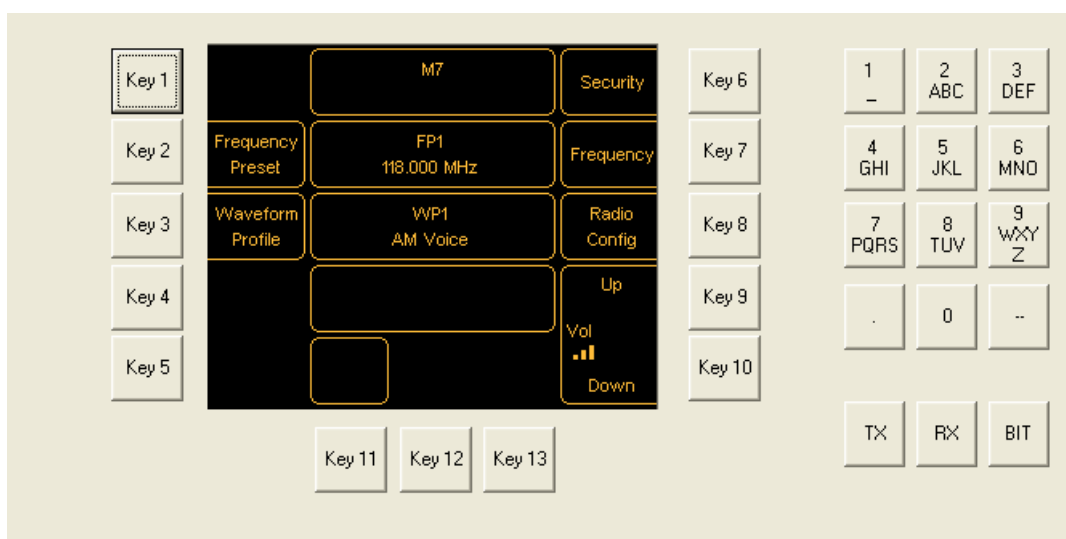 Key 1
M7
Security
Key 6
1
_
2
ABC
3
DEF
Key 2
Frequency
Preset
FP1
118.000 MHz
Frequency
Key 7
4
GHI
5
JKL
6
MNO
Key 3
Waveform
Profile
WP1
AM Voice
Radio
Config
Key 8
7
PQRS
8
TUV
9
WXY
Z
Key 4
Up
Key 9
.
0
--
Vol
Key 5
Down
Key 10
TX
RX
BIT
Key 11
Key 12
Key 13